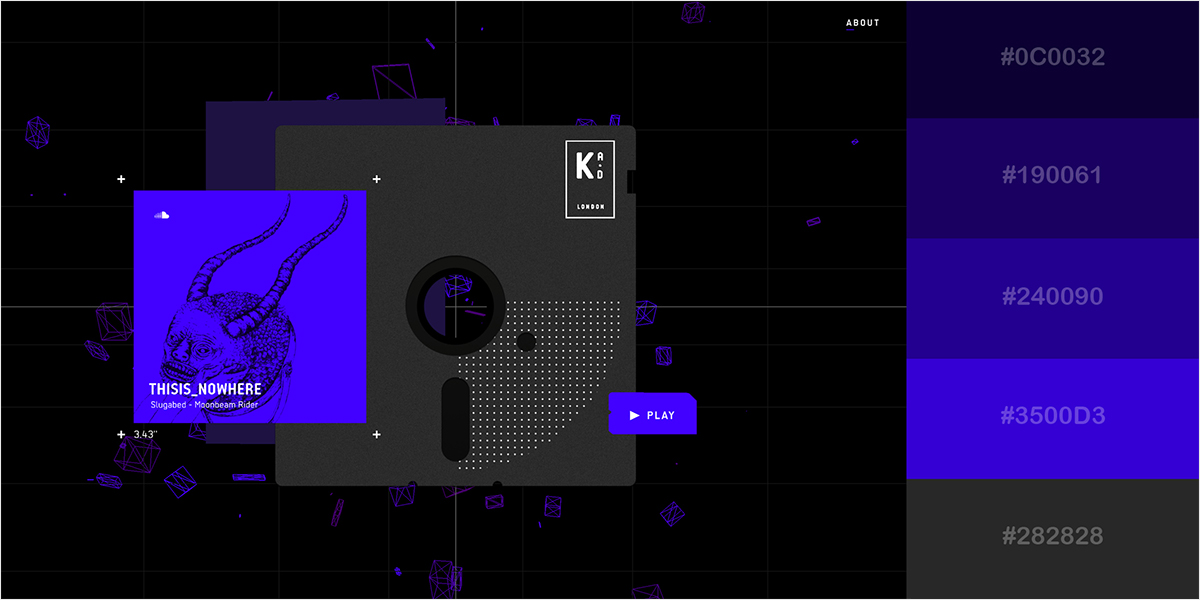 ABOUT
K A·D
LONDON
THISIS_NOWHERE
Slugabed - Moonbeam Rider
3.43"
PLAY
#0C0032
#190061
#240090
#3500D3
#282828